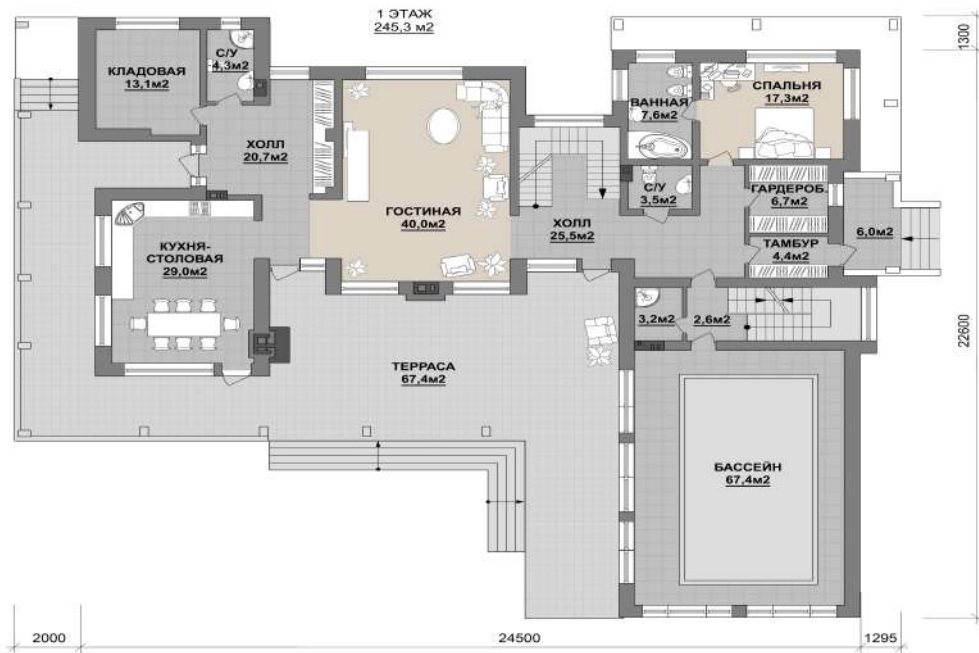 1 ЭТАЖ
245,3 м2
С/У
4,3м2
КЛАДОВАЯ
13,1м2
ХОЛЛ
20,7м2
ГОСТИНАЯ
40,0м2
КУХНЯ-
СТОЛОВАЯ
29,0м2
ВАННАЯ
7,6м2
СПАЛЬНЯ
17,3м2
С/У
3,5м2
ХОЛЛ
25,5м2
ГАРДЕРОБ.
6,7м2
ТАМБУР
4,4м2
6,0м2
3,2м2
2,6м2
ТЕРРАСА
67,4м2
БАССЕЙН
67,4м2
1300
22600
2000
24500
1295